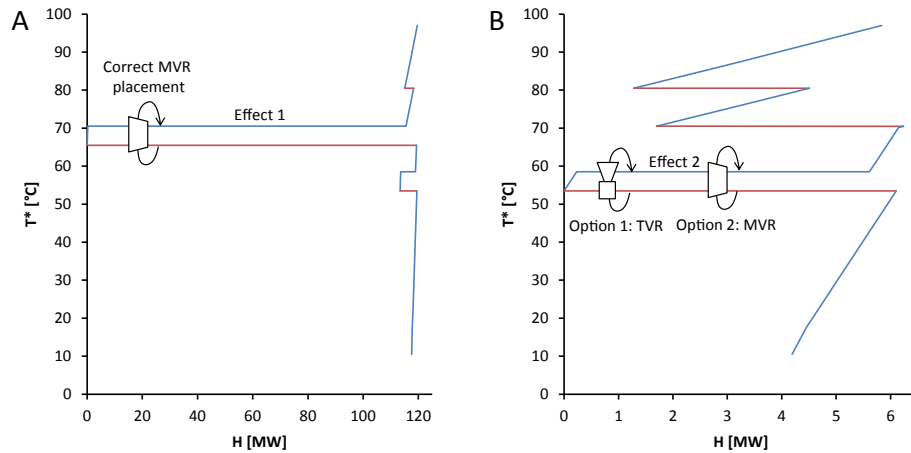 A
100
90
80
70
60
50
40
30
20
10
0
T* [°C]
Correct MVR
placement
Effect 1
0 20 40 60 80 100 120
H [MW]
B
100
90
80
70
60
50
40
30
20
10
0
T* [°C]
Effect 2
Option 1: TVR Option 2: MVR
0 1 2 3 4 5 6
H [MW]